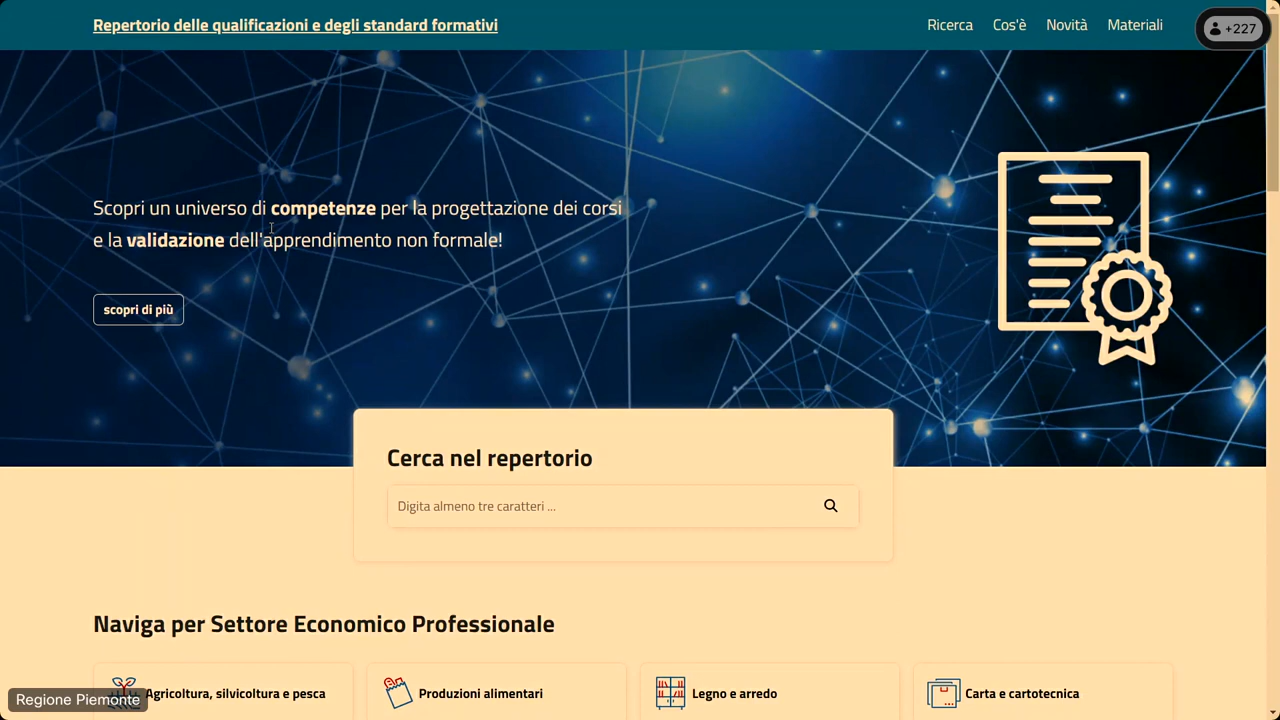 Repertorio delle qualificazioni e degli standard formativi
Ricerca Cos'è Novità Materiali
+227
Scopri un universo di competenze per la progettazione dei corsi
e la validazione dell'apprendimento non formale!
scopri di più
Cerca nel repertorio
Digita almeno tre caratteri ...
Naviga per Settore Economico Professionale
Agricoltura, silvicoltura e pesca
Produzioni alimentari
Legno e arredo
Carta e cartotecnica
Regione Piemonte